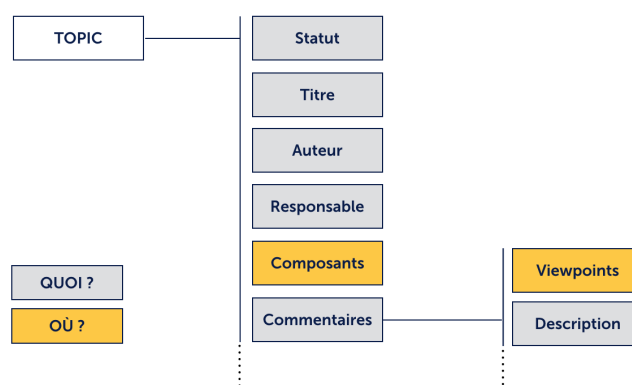 TOPIC
Statut
Titre
Auteur
Responsable
Composants
Commentaires
Viewpoints
Description
QUOI ?
OÙ ?